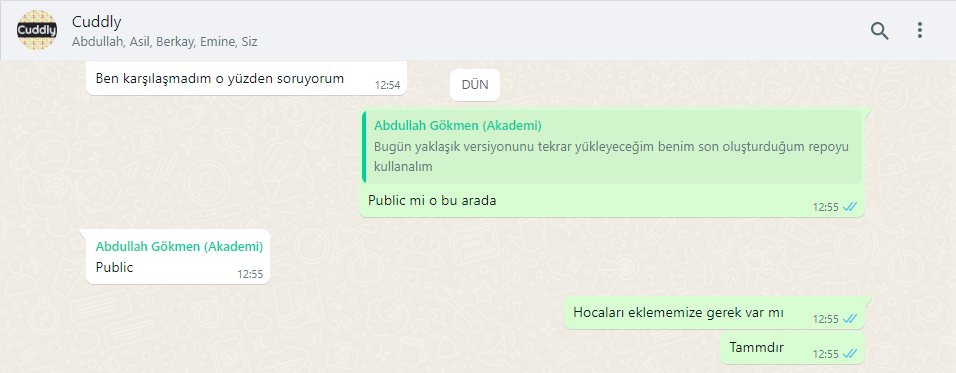 Cuddly
Cuddly
Abdullah, Asil, Berkay, Emine, Siz
Ben karşılaşmadım o yüzden soruyorum
12:54
DÜN
Abdullah Gökmen (Akademi)
Bugün yaklaşık versiyonunu tekrar yükleyeceğim benim son oluşturduğum repoyu
kullanalım
Public mi o bu arada
12:55
Abdullah Gökmen (Akademi)
Public
12:55
Hocaları eklememize gerek var mı
12:55
Tammdır
12:55